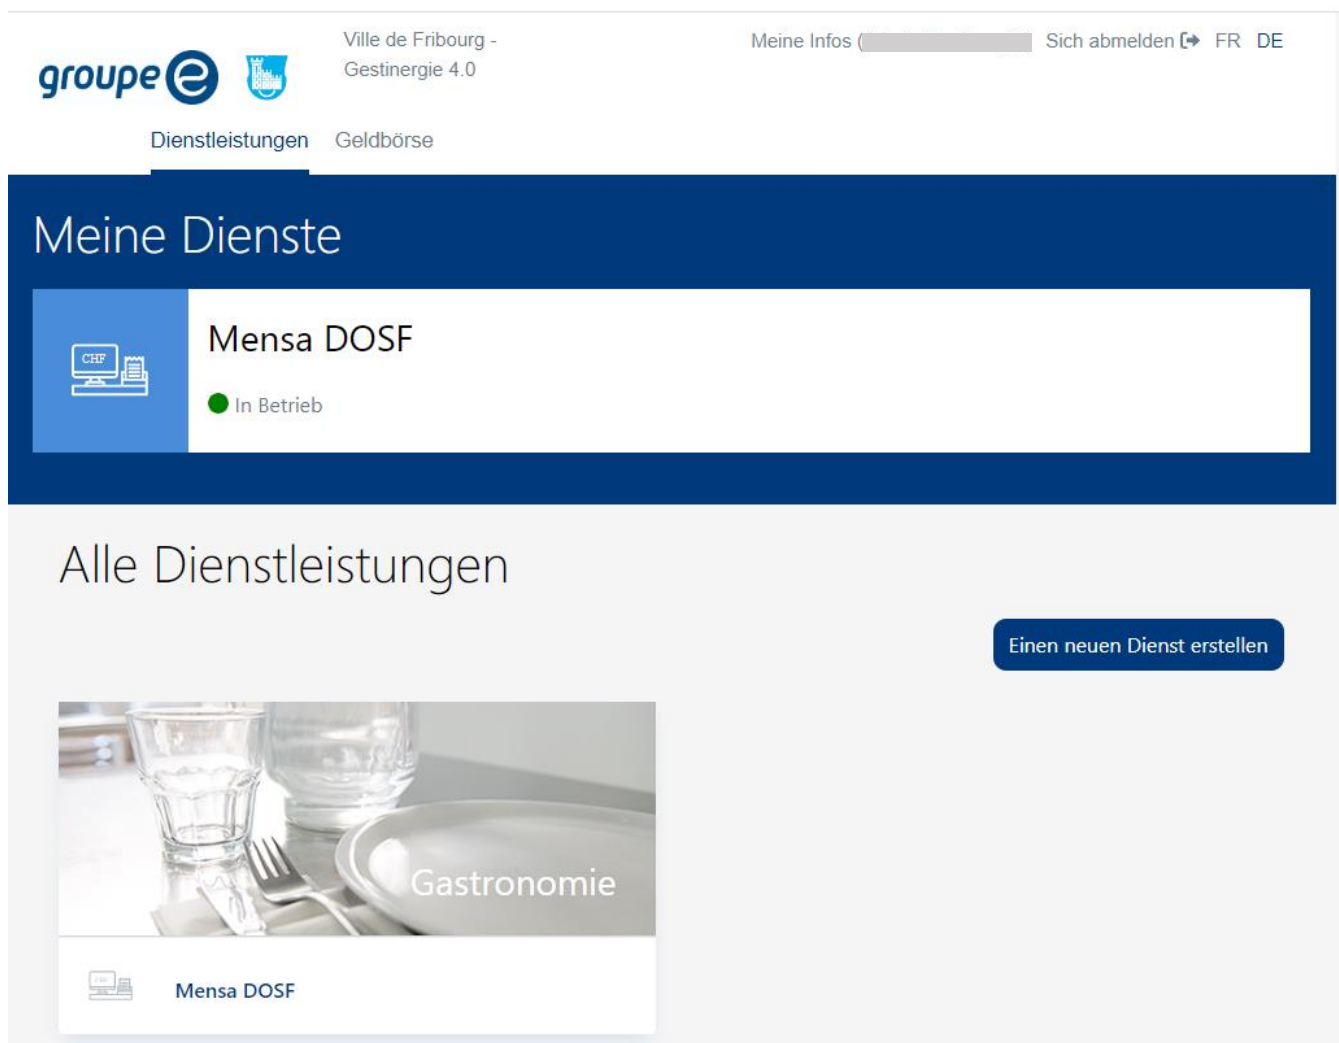 groupe e
Ville de Fribourg -
Gestinergie 4.0
Meine Infos (
Sich abmelden FR DE
Dienstleistungen Geldbörse
Meine Dienste
CHF
Mensa DOSF
In Betrieb
Alle Dienstleistungen
Einen neuen Dienst erstellen
Gastronomie
CHF
Mensa DOSF